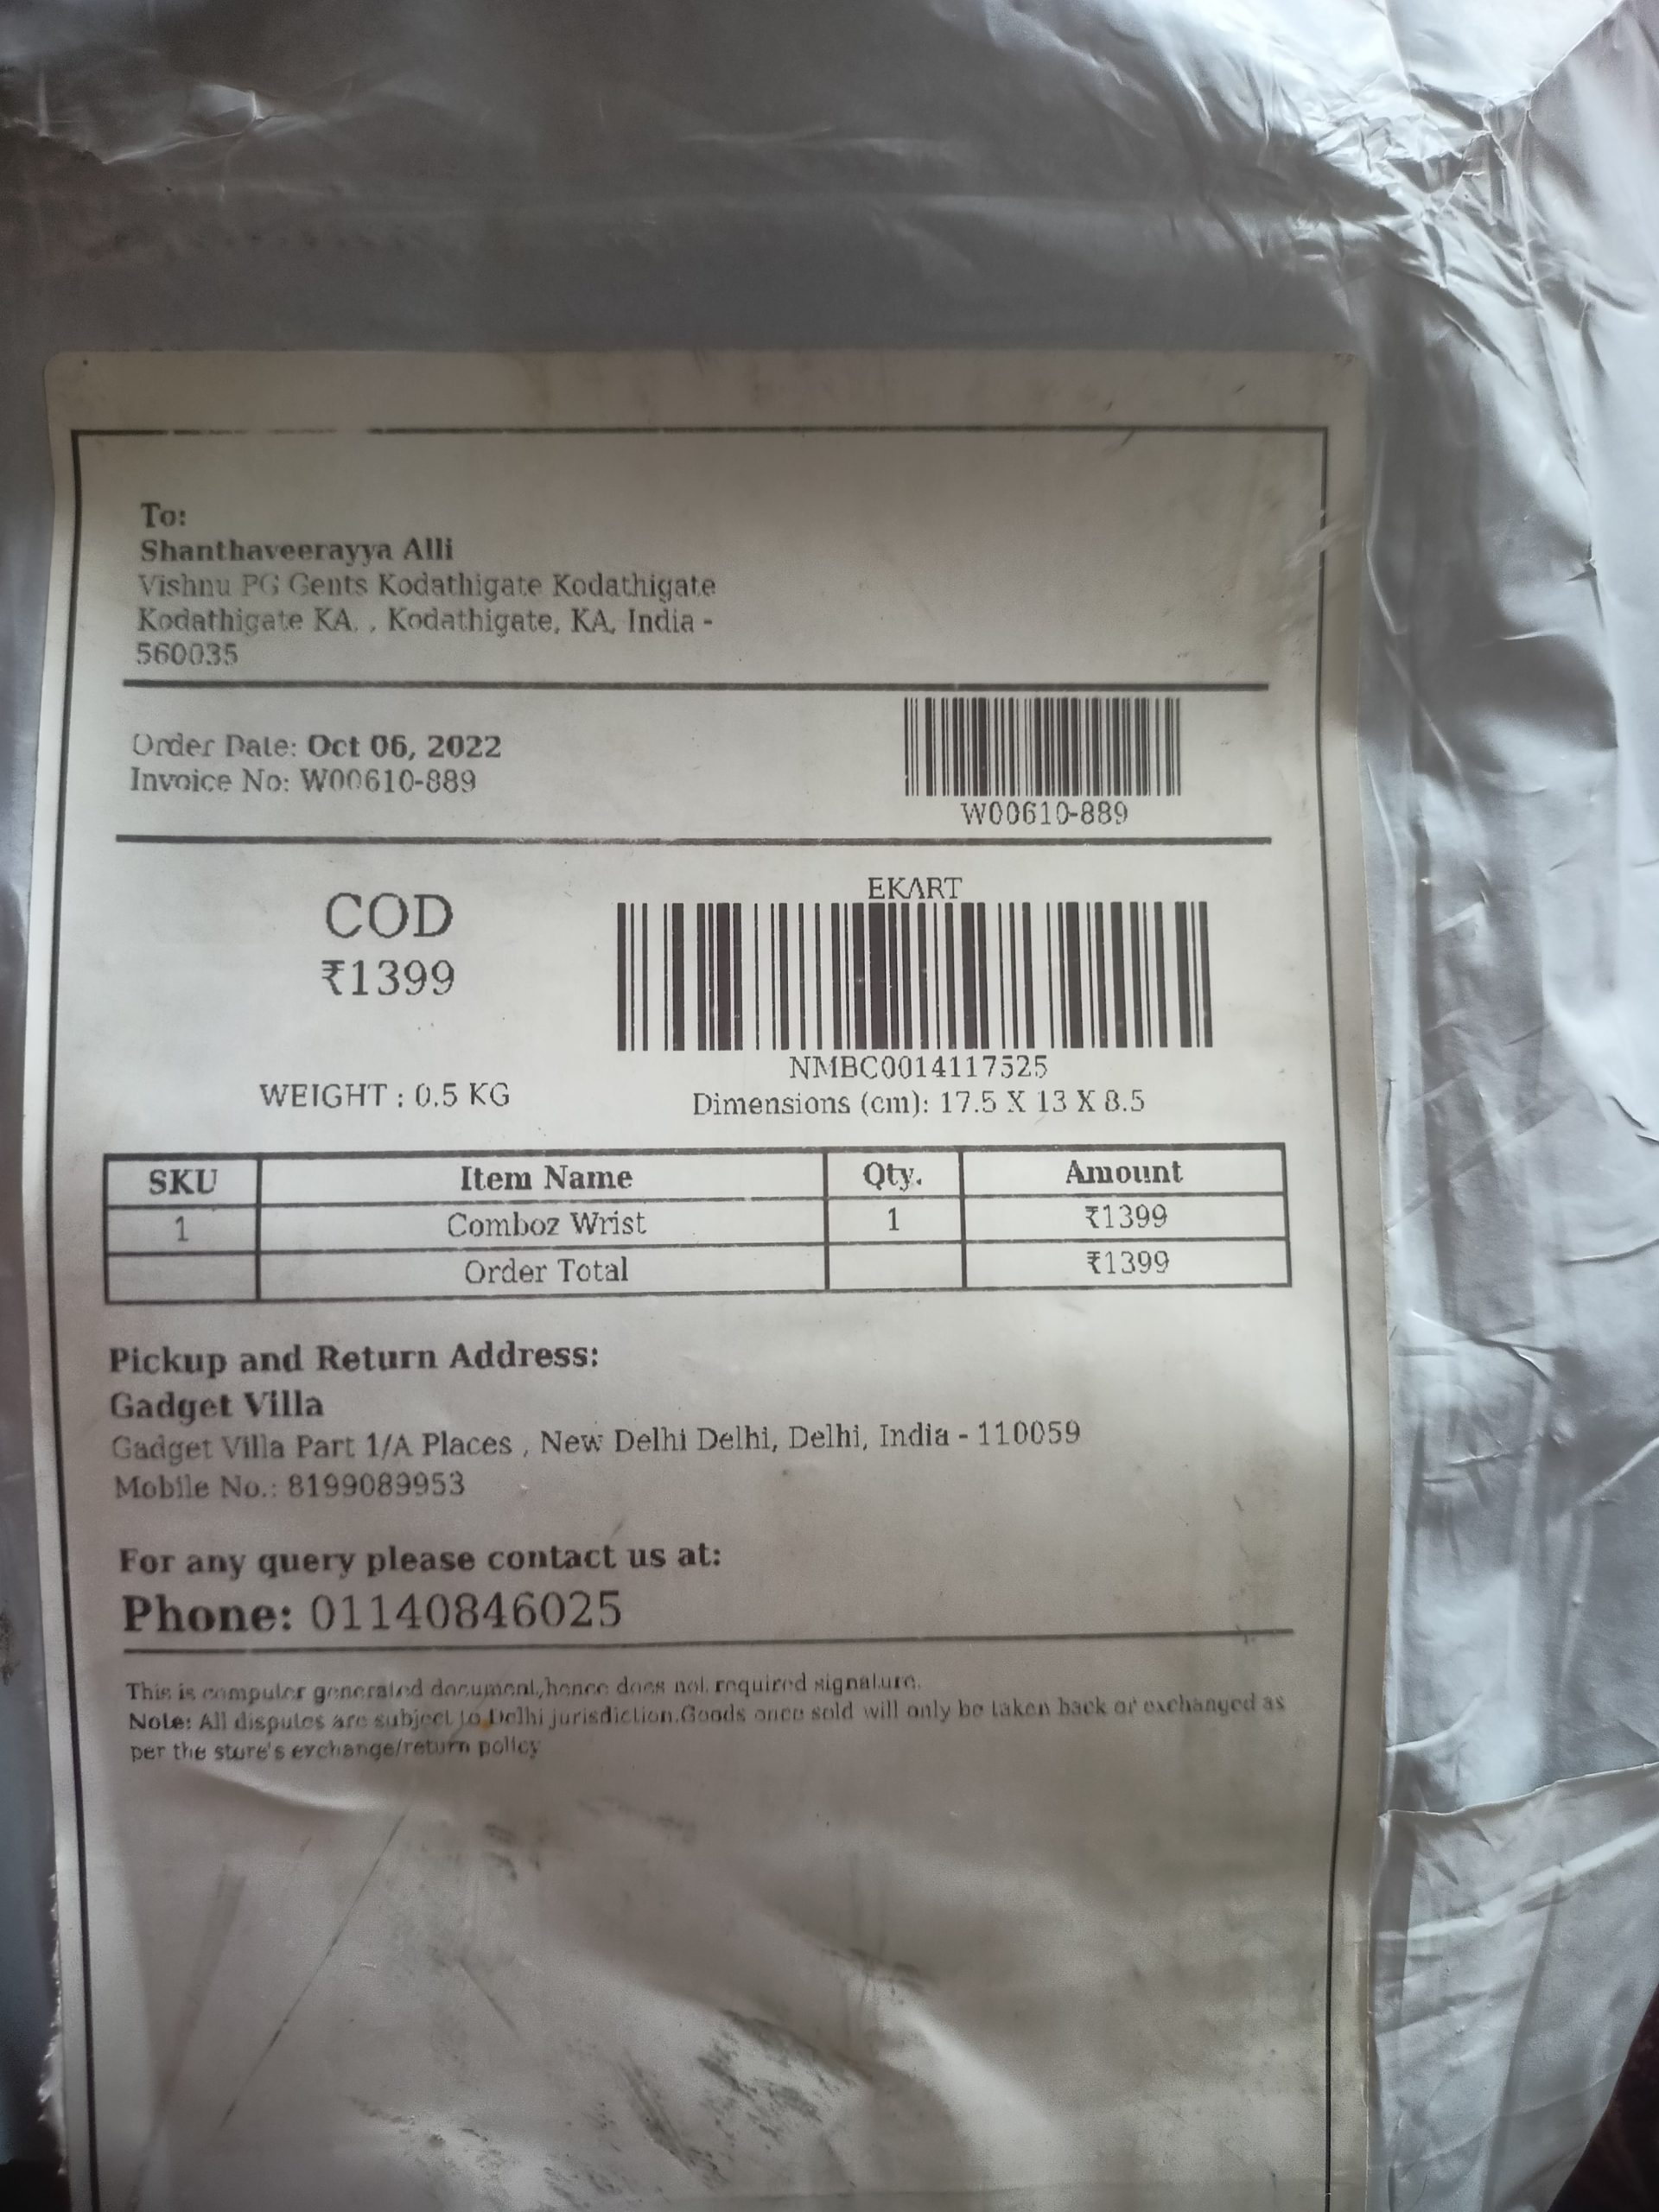 To:
Shanthaveerayya Alli
Vishnu PG Gents Kodathigate Kodathigate
Kodathigate KA. , Kodathigate, KA, India -
560035
Order Date: Oct 06, 2022
Invoice No: W00610-889
W00610-889
COD
₹1399
EKART
NMBC0014117525
WEIGHT : 0.5 KG
Dimensions (cm): 17.5 X 13 X 8.5
SKU Item Name Qty. Amount
1 Comboz Wrist 1 ₹1399
Order Total ₹1399
Pickup and Return Address:
Gadget Villa
Gadget Villa Part 1/A Places , New Delhi Delhi, Delhi, India - 110059
Mobile No.: 8199089953
For any query please contact us at:
Phone: 01140846025
This is computer generated document,hence does not required signature.
Note: All disputes are subject to Delhi jurisdiction.Goods once sold will only be taken back or exchanged as
per the store's exchange/return policy